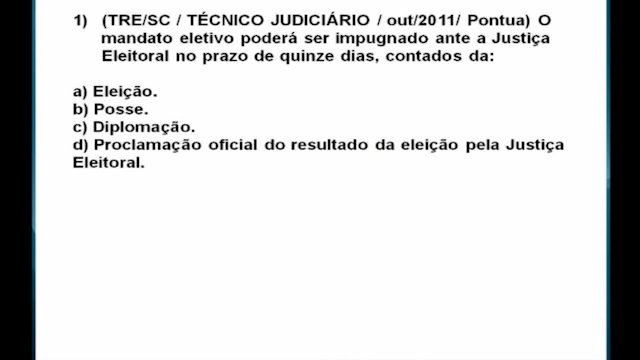 1) (TRE/SC / TÉCNICO JUDICIÁRIO / out/2011/ Pontua) O
mandato eletivo poderá ser impugnado ante a Justiça
Eleitoral no prazo de quinze dias, contados da:
a) Eleição.
b) Posse.
c) Diplomação.
d) Proclamação oficial do resultado da eleição pela Justiça
Eleitoral.